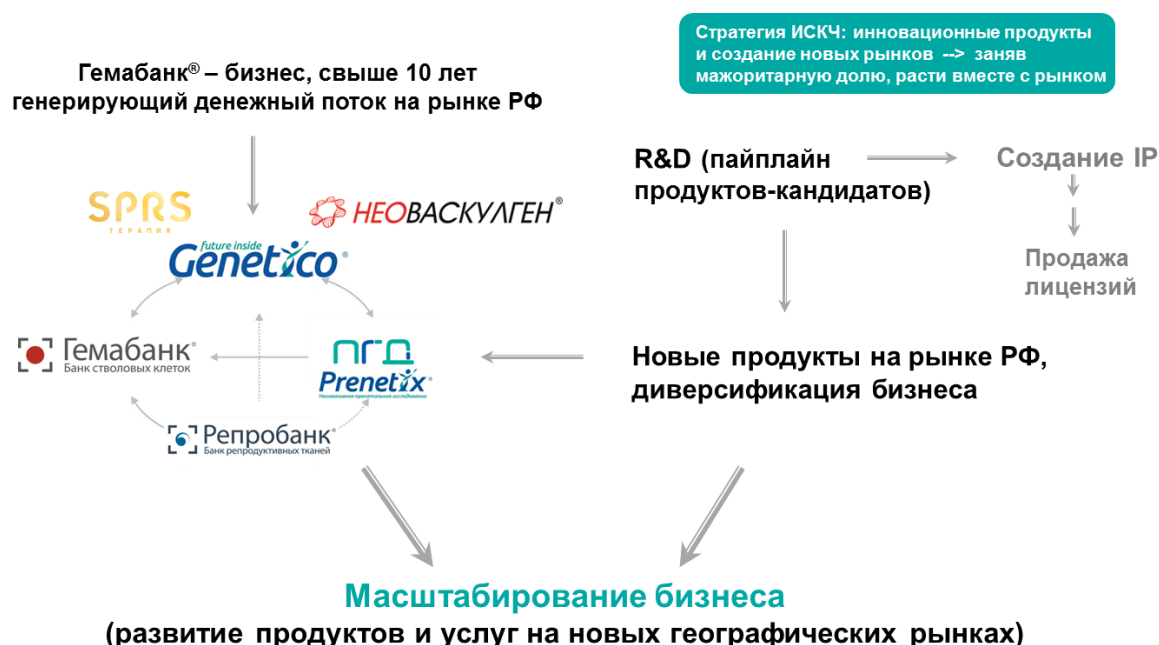 Стратегия ИСКЧ: инновационные продукты
и создание новых рынков --> заняв
мажоритарную долю, расти вместе с рынком
Гемабанк® – бизнес, свыше 10 лет
генерирующий денежный поток на рынке РФ
R&D (пайплайн
продуктов-кандидатов)
Создание IP
Продажа
лицензий
SPRS
ТЕРАПИЯ
НЕОВАСКУЛГЕН®
future inside
Genetico®
Гемабанк®
Банк стволовых клеток
ПГД
Prenetix®
Неинвазивное пренатальное исследование
Репробанк®
Банк репродуктивных тканей
Новые продукты на рынке РФ,
диверсификация бизнеса
Масштабирование бизнеса
(развитие продуктов и услуг на новых географических рынках)